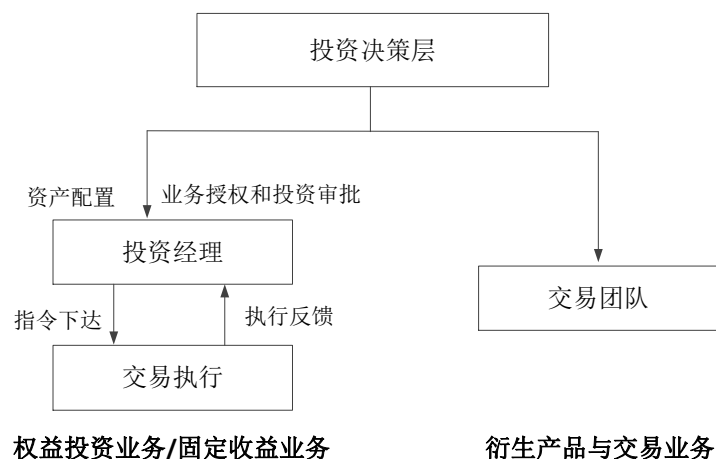 投资决策层
资产配置
业务授权和投资审批
投资经理
交易团队
指令下达
执行反馈
交易执行
权益投资业务/固定收益业务
衍生产品与交易业务